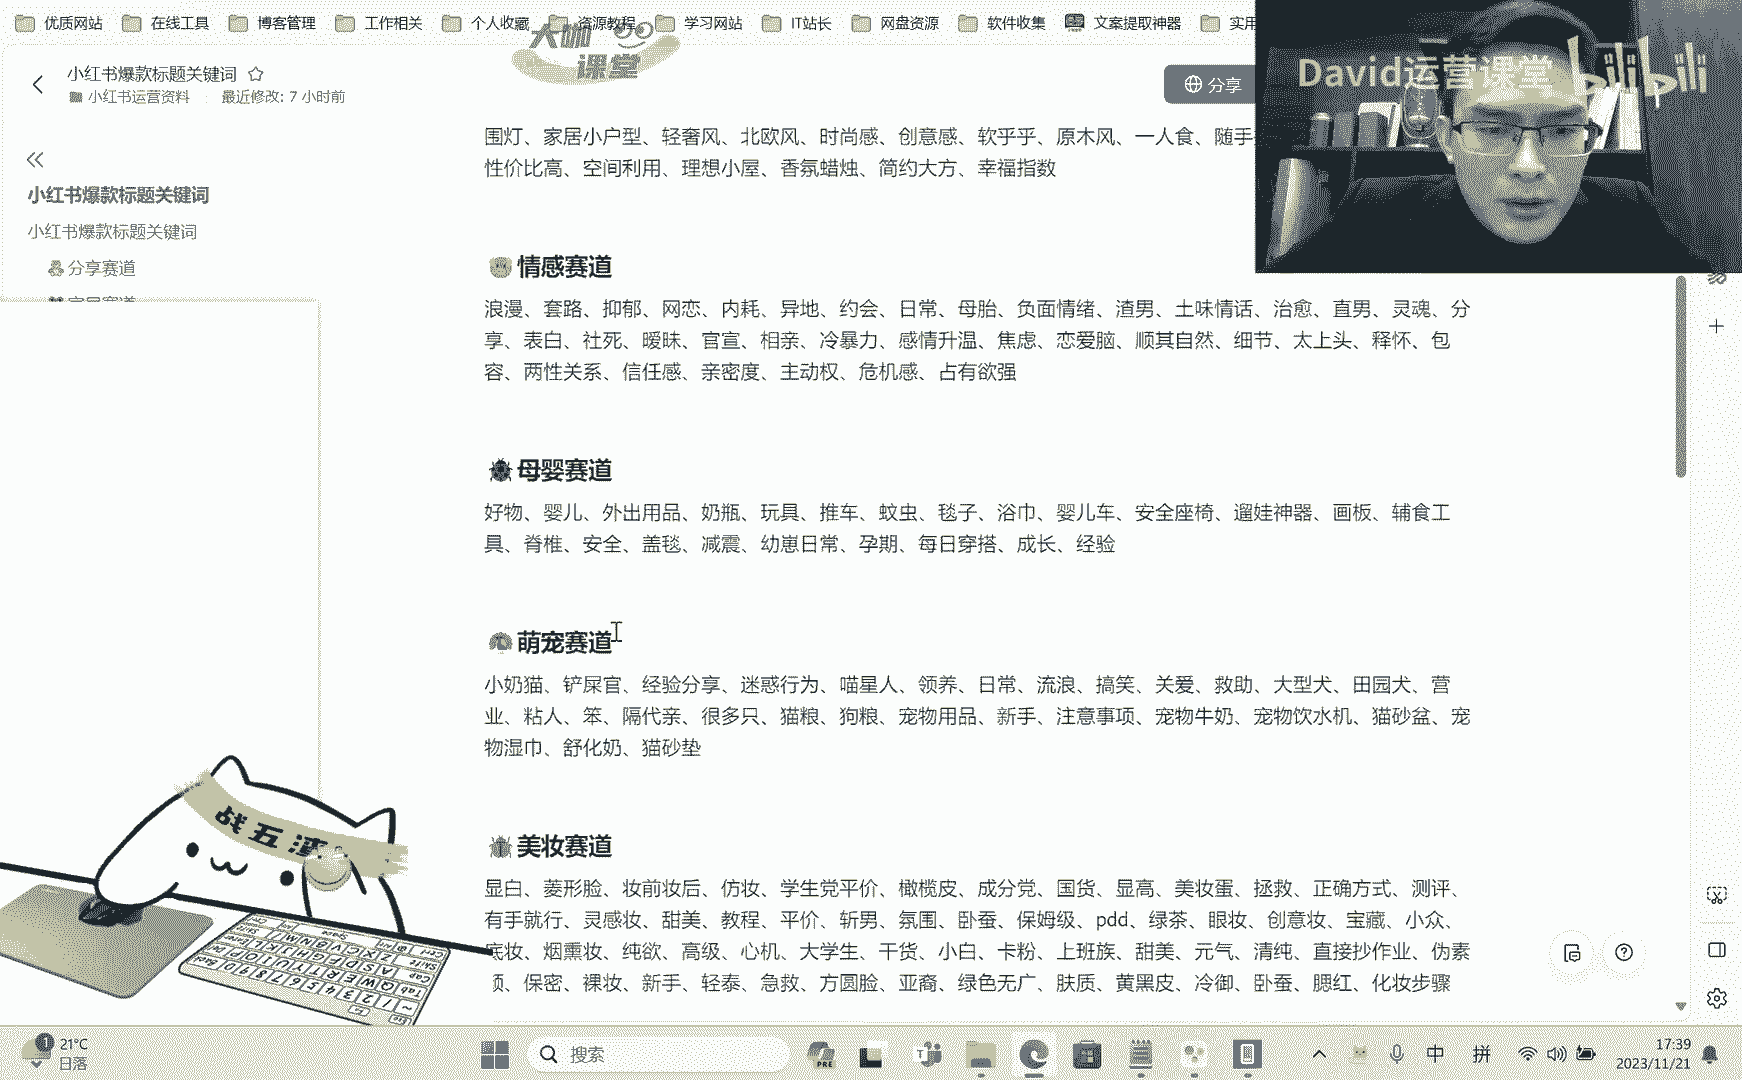 优质网站 在线工具 博客管理 工作相关 个人收藏 资源教程 学习网站 IT站长 网盘资源 软件收集 文案提取神器 实用
大咖
课堂
David运营课堂 bilibili
小红书爆款标题关键词
小红书运营资料 最近修改: 7 小时前
分享
小红书爆款标题关键词
小红书爆款标题关键词
分享赛道
围灯、家居小户型、轻奢风、北欧风、时尚感、创意感、软乎乎、原木风、一人食、随手
性价比高、空间利用、理想小屋、香氛蜡烛、简约大方、幸福指数
情感赛道
浪漫、套路、抑郁、网恋、内耗、异地、约会、日常、母胎、负面情绪、渣男、土味情话、治愈、直男、灵魂、分
享、表白、社死、暧昧、官宣、相亲、冷暴力、感情升温、焦虑、恋爱脑、顺其自然、细节、太上头、释怀、包
容、两性关系、信任感、亲密度、主动权、危机感、占有欲强
母婴赛道
好物、婴儿、外出用品、奶瓶、玩具、推车、蚊虫、毯子、浴巾、婴儿车、安全座椅、遛娃神器、画板、辅食工
具、脊椎、安全、盖毯、减震、幼崽日常、孕期、每日穿搭、成长、经验
萌宠赛道
小奶猫、铲屎官、经验分享、迷惑行为、喵星人、领养、日常、流浪、搞笑、关爱、救助、大型犬、田园犬、营
业、粘人、笨、隔代亲、很多只、猫粮、狗粮、宠物用品、新手、注意事项、宠物牛奶、宠物饮水机、猫砂盆、宠
物湿巾、舒化奶、猫砂垫
美妆赛道
显白、菱形脸、妆前妆后、仿妆、学生党平价、橄榄皮、成分党、国货、显高、美妆蛋、拯救、正确方式、测评、
有手就行、灵感妆、甜美、教程、平价、斩男、氛围、卧蚕、保姆级、pdd、绿茶、眼妆、创意妆、宝藏、小众、
底妆、烟熏妆、纯欲、高级、心机、大学生、干货、小白、卡粉、上班族、甜美、元气、清纯、直接抄作业、伪素
颜、保密、裸妆、新手、轻泰、急救、方圆脸、亚裔、绿色无广、肤质、黄黑皮、冷御、卧蚕、腮红、化妆步骤
战五渣
1
21°C
日落
搜索
PRE
中 拼
17:39
2023/11/21